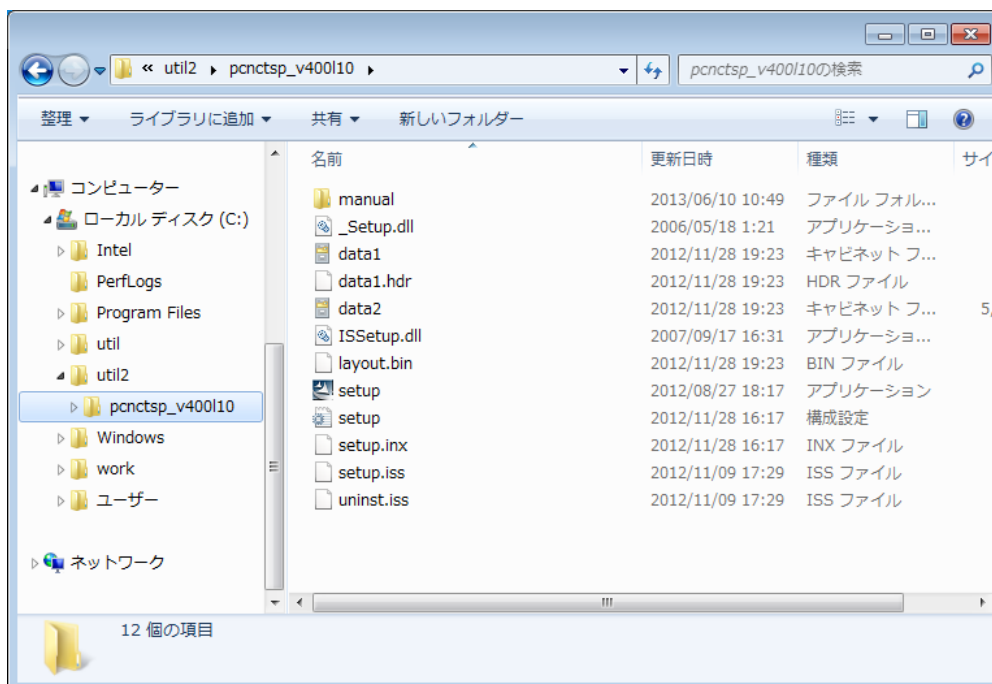 « util2 ▸ pcnctsp_v400l10 ▸ pcnctsp_v400l10の検索
整理 ライブラリに追加 共有 新しいフォルダー
名前 更新日時 種類 サイ
コンピューター
ローカル ディスク (C:)
Intel
PerfLogs
Program Files
util
util2
pcnctsp_v400l10
Windows
work
ユーザー
ネットワーク
manual 2013/06/10 10:49 ファイル フォル...
_Setup.dll 2006/05/18 1:21 アプリケーショ...
data1 2012/11/28 19:23 キャビネット フ...
data1.hdr 2012/11/28 19:23 HDR ファイル
data2 2012/11/28 19:23 キャビネット フ... 5,
ISSetup.dll 2007/09/17 16:31 アプリケーショ...
layout.bin 2012/11/28 19:23 BIN ファイル
setup 2012/08/27 18:17 アプリケーション
setup 2012/11/28 16:17 構成設定
setup.inx 2012/11/28 16:17 INX ファイル
setup.iss 2012/11/09 17:29 ISS ファイル
uninst.iss 2012/11/09 17:29 ISS ファイル
12 個の項目